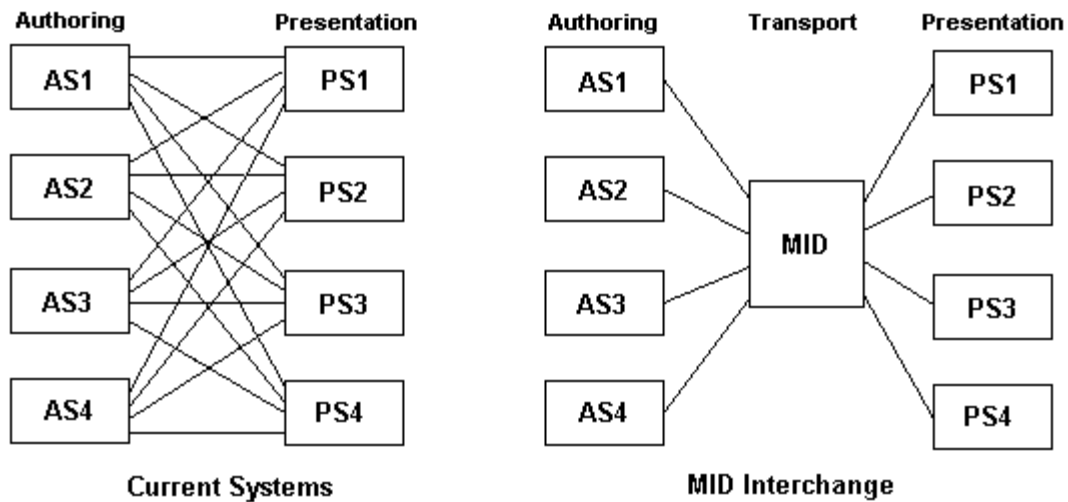 Authoring Presentation Authoring Transport Presentation
AS1 PS1 AS1 PS1
AS2 PS2 AS2 PS2
MID
AS3 PS3 AS3 PS3
AS4 PS4 AS4 PS4
Current Systems MID Interchange